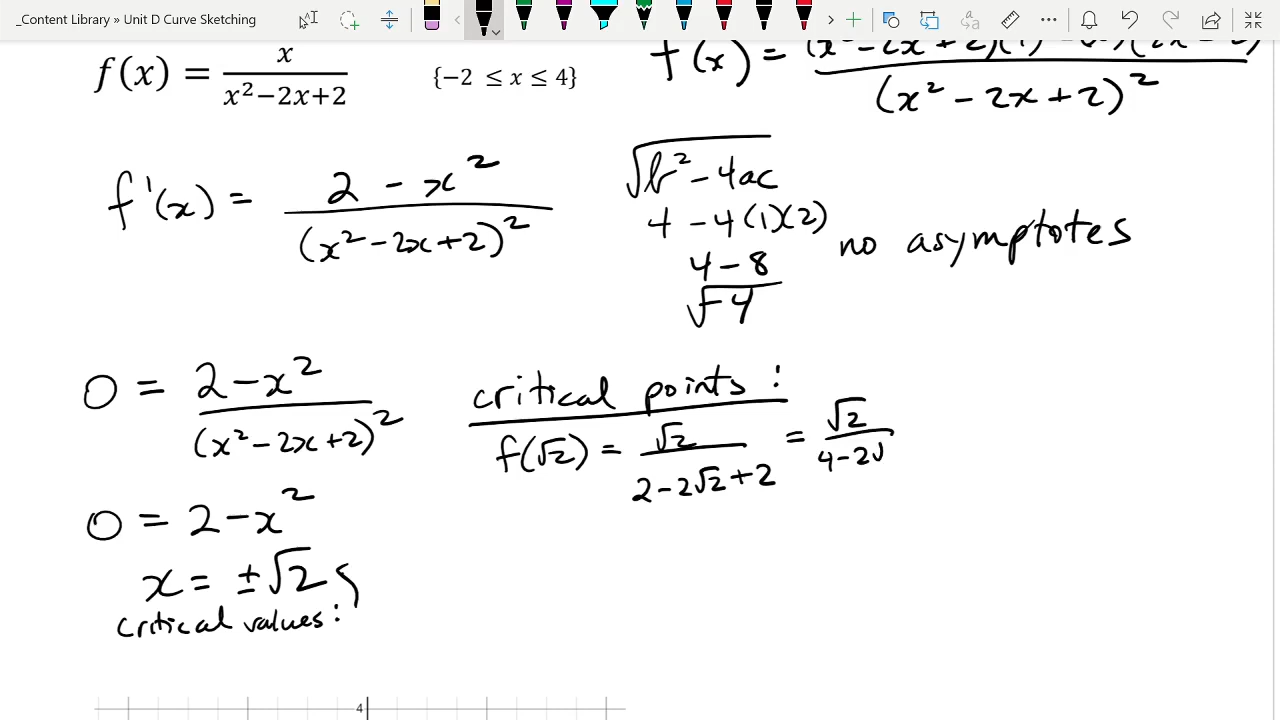 _Content Library » Unit D Curve Sketching
f(x) = x / (x²−2x+2)    {−2 ≤ x ≤ 4}
f'(x) = / (x² − 2x + 2)²
f'(x) = (2 − x²) / (x² − 2x + 2)²
√b² − 4ac
4 − 4(1)(2)
4 − 8
√−4
no asymptotes
0 = (2 − x²) / (x² − 2x + 2)²
0 = 2 − x²
x = ±√2
critical values:
critical points:
f(√2) = √2 / (2 − 2√2 + 2) = √2 / (4 − 2√
4